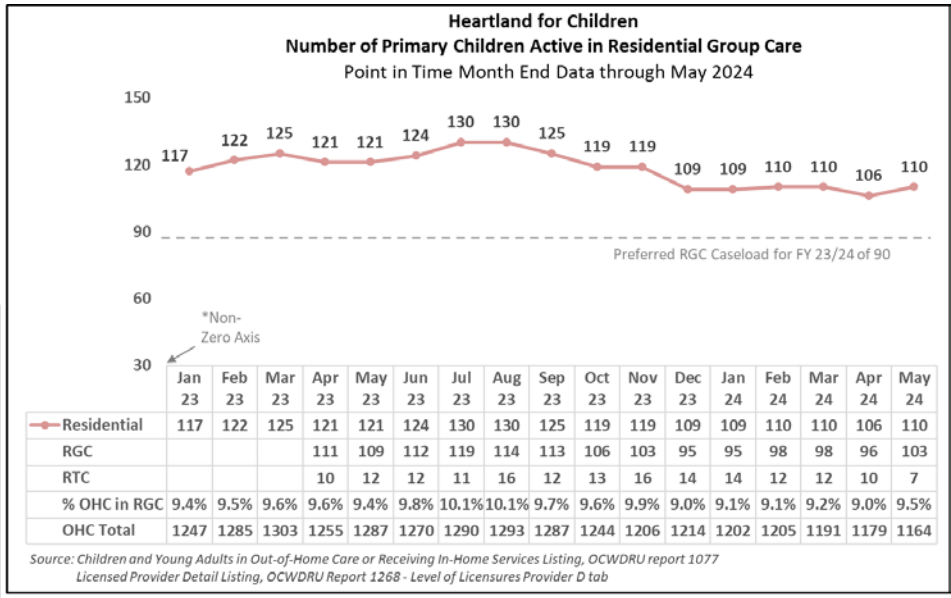 Heartland for Children
Number of Primary Children Active in Residential Group Care
Point in Time Month End Data through May 2024
150
117 122 125 121 121 124 130 130 125 119 119 109 109 110 110 106 110
120
90
Preferred RGC Caseload for FY 23/24 of 90
60
*Non-
Zero Axis
30
Jan Feb Mar Apr May Jun Jul Aug Sep Oct Nov Dec Jan Feb Mar Apr May
23 23 23 23 23 23 23 23 23 23 23 23 24 24 24 24 24
Residential 117 122 125 121 121 124 130 130 125 119 119 109 109 110 110 106 110
RGC 111 109 112 119 114 113 106 103 95 95 98 98 96 103
RTC 10 12 12 11 16 12 13 16 14 14 12 12 10 7
% OHC in RGC 9.4% 9.5% 9.6% 9.6% 9.4% 9.8% 10.1% 10.1% 9.7% 9.6% 9.9% 9.0% 9.1% 9.1% 9.2% 9.0% 9.5%
OHC Total 1247 1285 1303 1255 1287 1270 1290 1293 1287 1244 1206 1214 1202 1205 1191 1179 1164
Source: Children and Young Adults in Out-of-Home Care or Receiving In-Home Services Listing, OCWDRU report 1077
Licensed Provider Detail Listing, OCWDRU Report 1268 - Level of Licensures Provider D tab